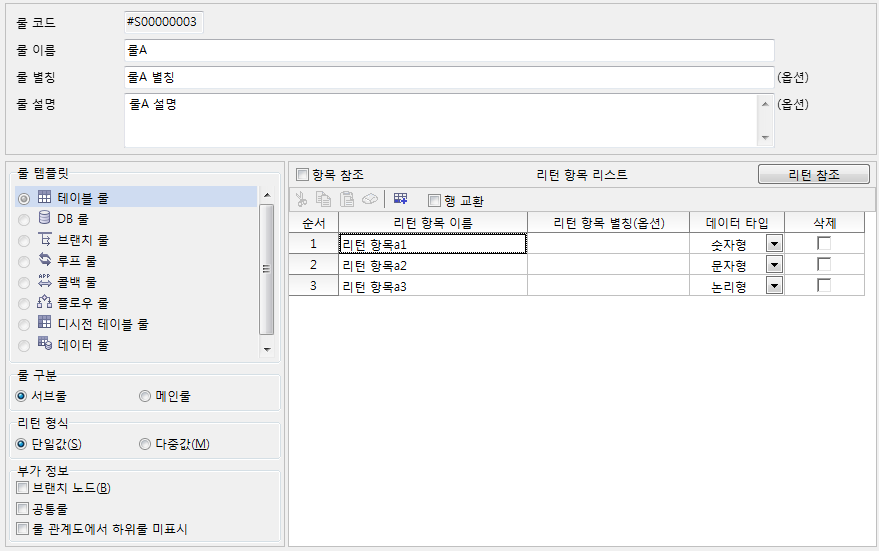 룰 코드 #S00000003
룰 이름 룰A
룰 별칭 룰A 별칭 (옵션)
룰 설명 룰A 설명 (옵션)
룰 템플릿
테이블 룰
DB 룰
브랜치 룰
루프 룰
콜백 룰
플로우 룰
디시전 테이블 룰
데이터 룰
룰 구분
서브룰 메인룰
리턴 형식
단일값(S) 다중값(M)
부가 정보
브랜치 노드(B)
공통룰
룰 관계도에서 하위룰 미표시
항목 참조 리턴 항목 리스트 리턴 참조
행 교환
순서 리턴 항목 이름 리턴 항목 별칭(옵션) 데이터 타입 삭제
1 리턴 항목a1 숫자형
2 리턴 항목a2 문자형
3 리턴 항목a3 논리형